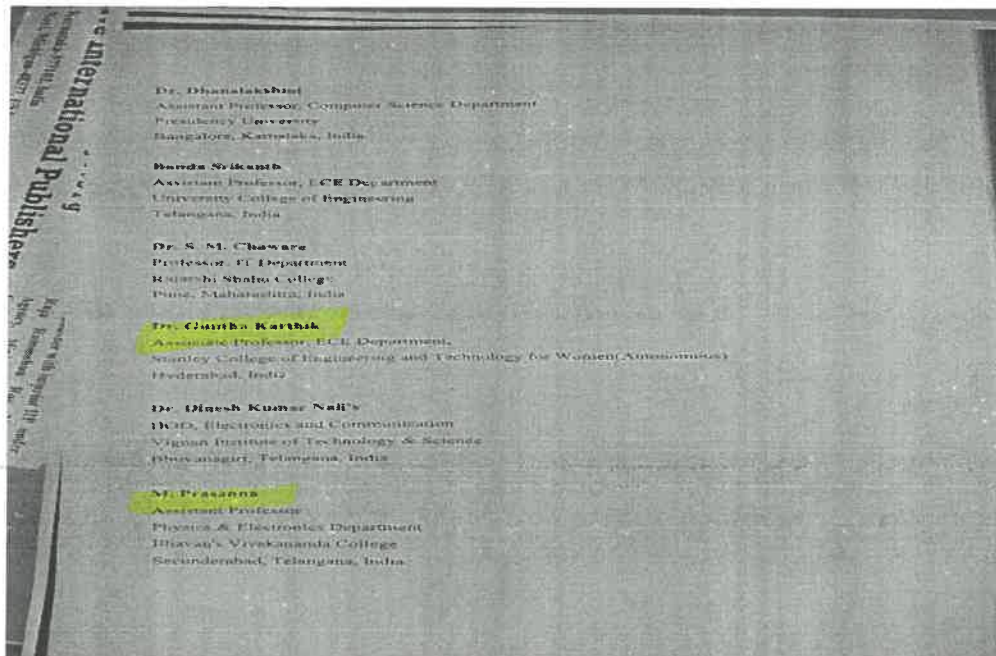 Dr. Dhanalakshmi
Assistant Professor, Computer Science Department
Presidency University
Bangalore, Karnataka, India
Banda Srikanth
Assistant Professor, ECE Department
University College of Engineering
Telangana, India
Dr. S. M. Chaware
Professor, IT Department
Rajarshi Shahu College
Pune, Maharashtra, India
Dr. Guntha Karthik
Associate Professor, ECE Department,
Stanley College of Engineering and Technology for Women(Autonomous)
Hyderabad, India
Dr. Dinesh Kumar Nali's
HOD, Electronics and Communication
Vignan Institute of Technology & Science
Bhuvanagiri, Telangana, India
M. Prasanna
Assistant Professor
Physics & Electronics Department
Bhavan's Vivekananda College
Secunderabad, Telangana, India
International Publishers